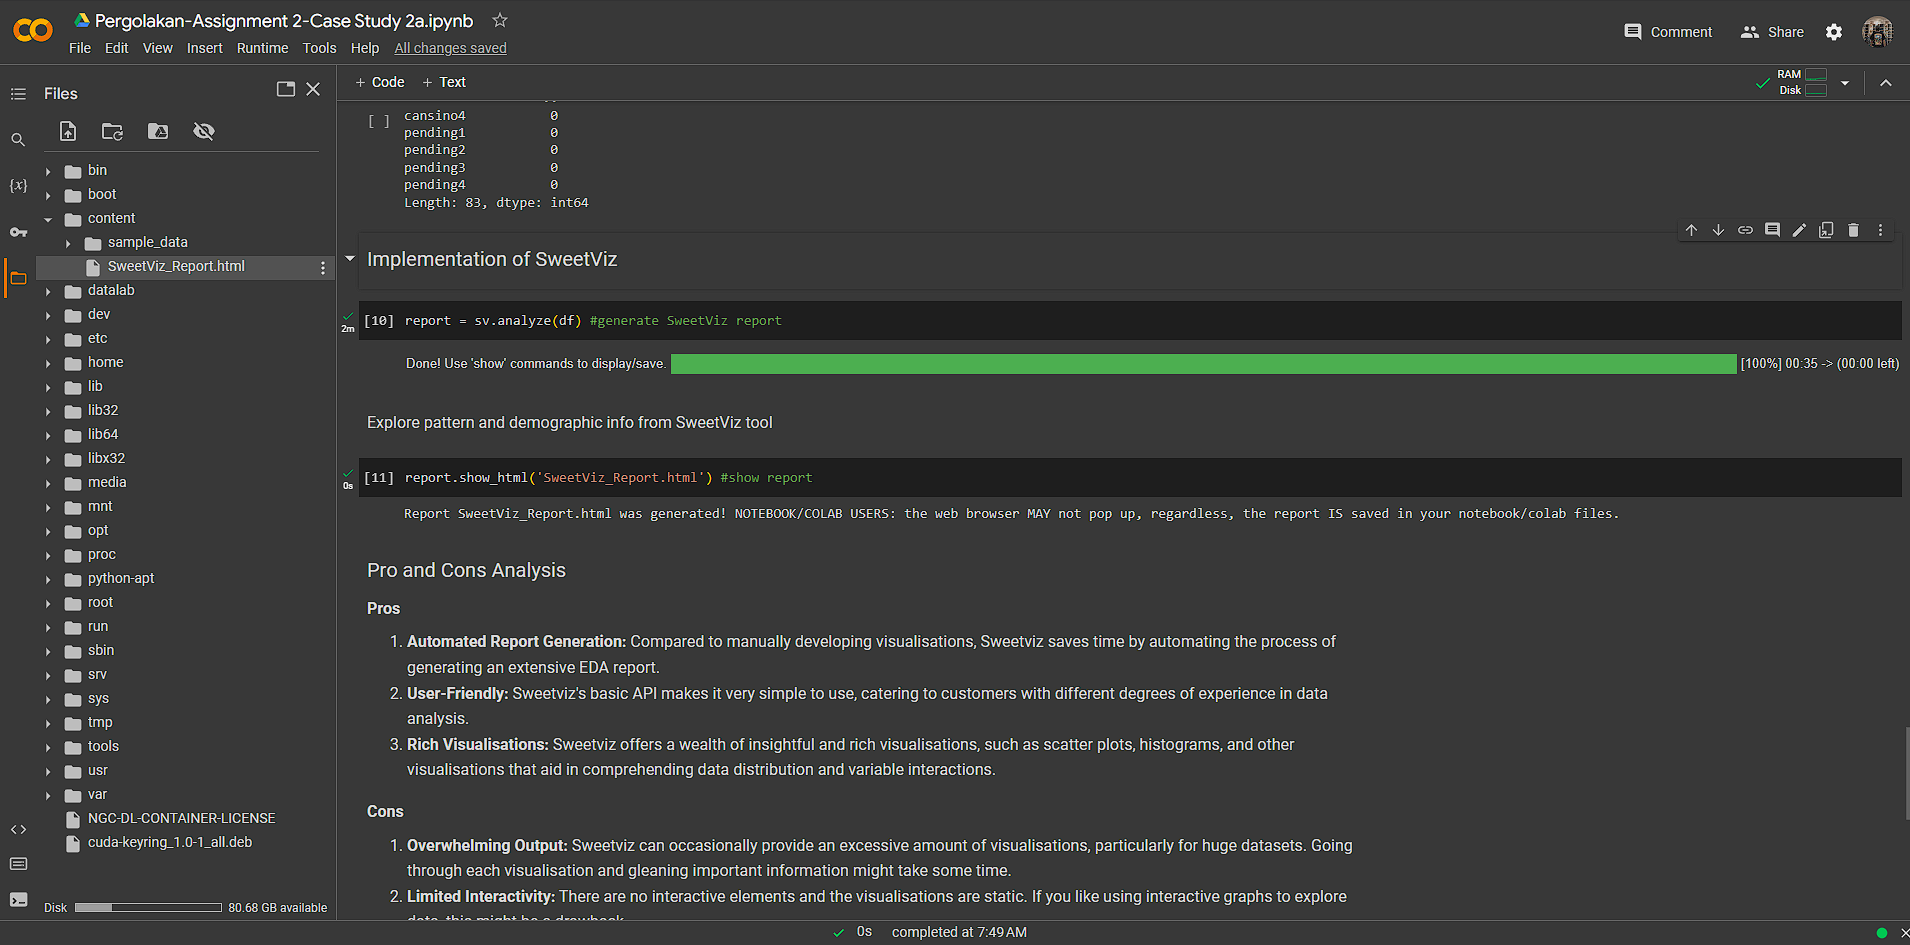 Pergolakan-Assignment 2-Case Study 2a.ipynb
File Edit View Insert Runtime Tools Help All changes saved
Comment Share
Files
+ Code + Text
RAM
Disk
bin
boot
content
sample_data
SweetViz_Report.html
datalab
dev
etc
home
lib
lib32
lib64
libx32
media
mnt
opt
proc
python-apt
root
run
sbin
srv
sys
tmp
tools
usr
var
NGC-DL-CONTAINER-LICENSE
cuda-keyring_1.0-1_all.deb
Disk 80.68 GB available
[ ]
cansino4 0
pending1 0
pending2 0
pending3 0
pending4 0
Length: 83, dtype: int64
Implementation of SweetViz
2m
[10] report = sv.analyze(df) #generate SweetViz report
Done! Use 'show' commands to display/save. [100%] 00:35 -> (00:00 left)
Explore pattern and demographic info from SweetViz tool
0s
[11] report.show_html('SweetViz_Report.html') #show report
Report SweetViz_Report.html was generated! NOTEBOOK/COLAB USERS: the web browser MAY not pop up, regardless, the report IS saved in your notebook/colab files.
Pro and Cons Analysis
Pros
1. Automated Report Generation: Compared to manually developing visualisations, Sweetviz saves time by automating the process of
generating an extensive EDA report.
2. User-Friendly: Sweetviz's basic API makes it very simple to use, catering to customers with different degrees of experience in data
analysis.
3. Rich Visualisations: Sweetviz offers a wealth of insightful and rich visualisations, such as scatter plots, histograms, and other
visualisations that aid in comprehending data distribution and variable interactions.
Cons
1. Overwhelming Output: Sweetviz can occasionally provide an excessive amount of visualisations, particularly for huge datasets. Going
through each visualisation and gleaning important information might take some time.
2. Limited Interactivity: There are no interactive elements and the visualisations are static. If you like using interactive graphs to explore
data, this might be a drawback.
0s completed at 7:49 AM